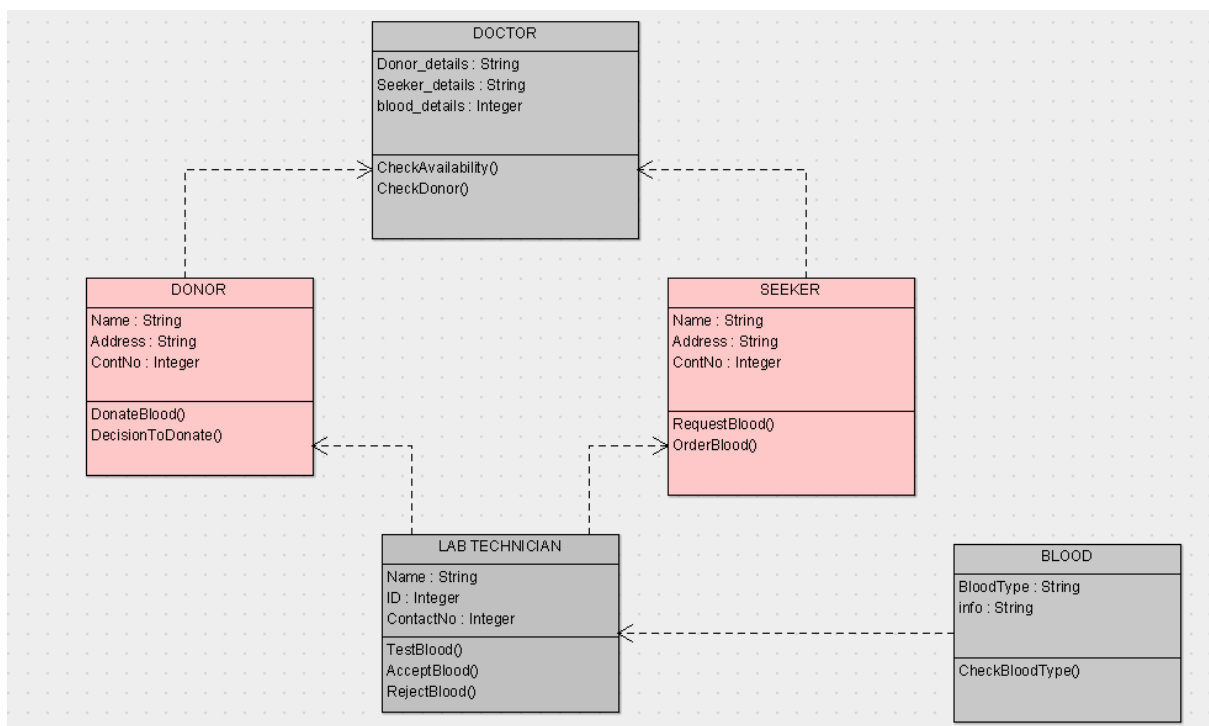 DOCTOR
Donor_details : String
Seeker_details : String
blood_details : Integer
CheckAvailability()
CheckDonor()
DONOR
Name : String
Address : String
ContNo : Integer
DonateBlood()
DecisionToDonate()
SEEKER
Name : String
Address : String
ContNo : Integer
RequestBlood()
OrderBlood()
LAB TECHNICIAN
Name : String
ID : Integer
ContactNo : Integer
TestBlood()
AcceptBlood()
RejectBlood()
BLOOD
BloodType : String
info : String
CheckBloodType()